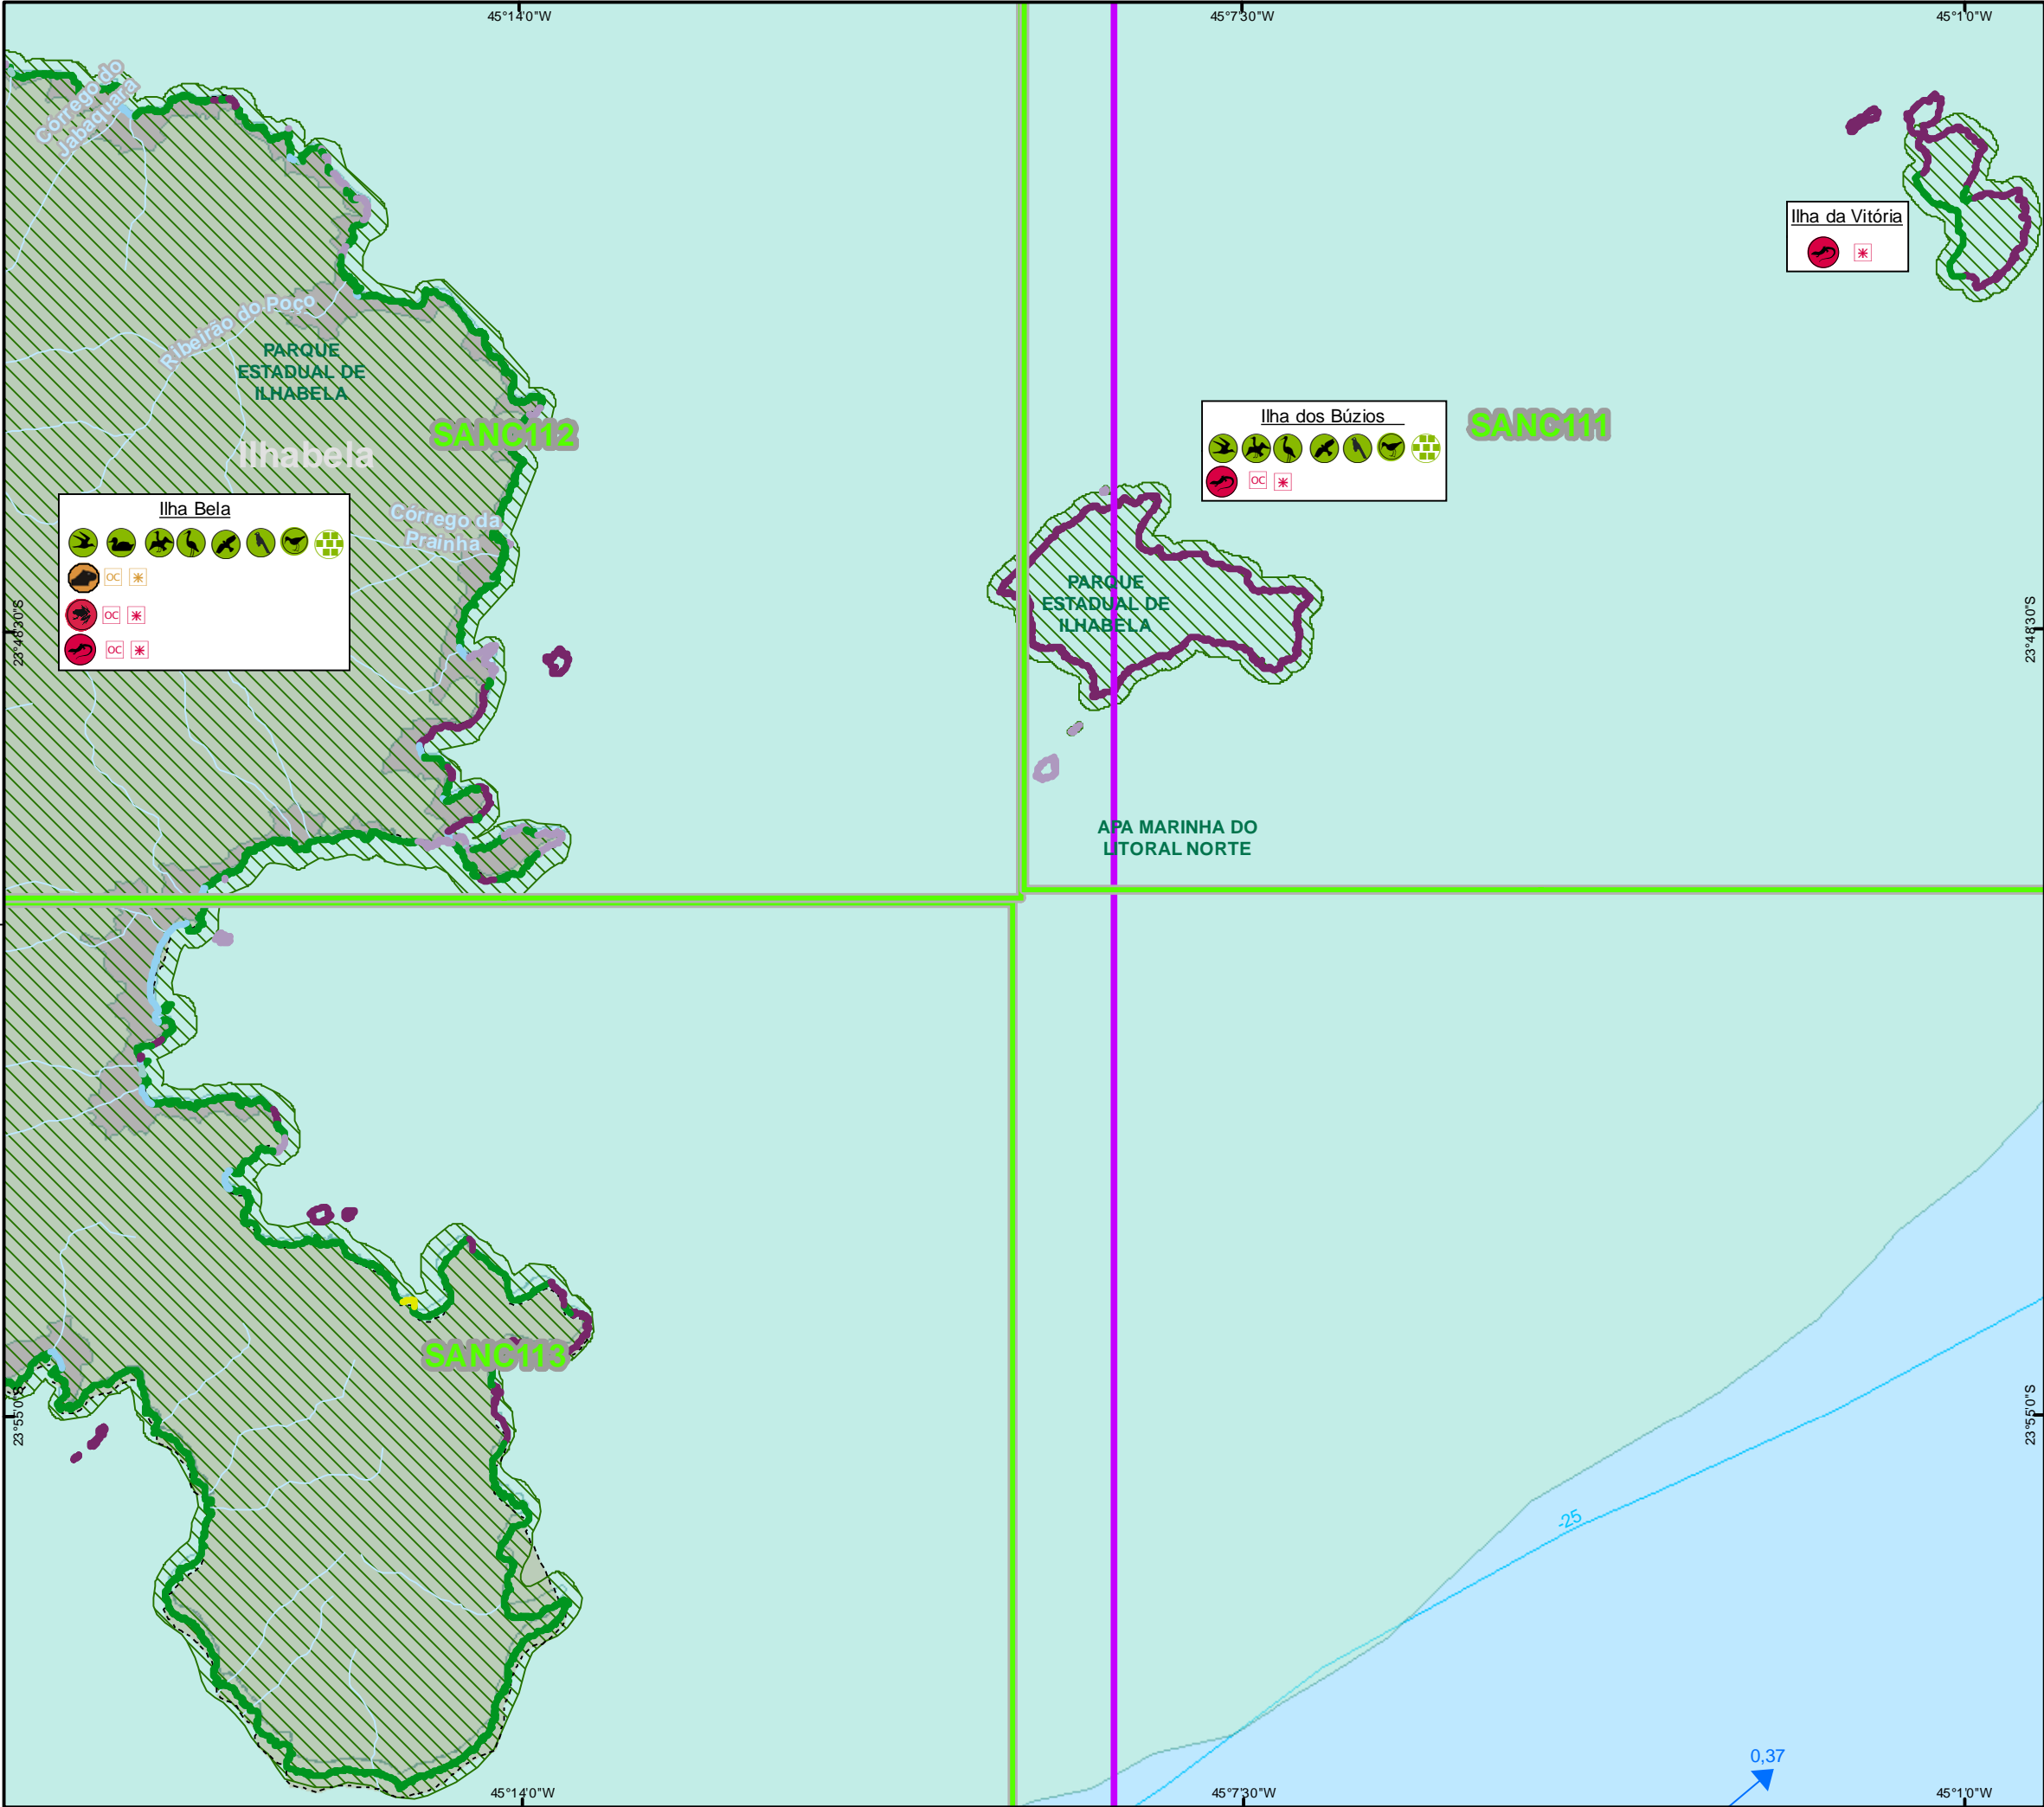 45°14'0"W
45°7'30"W
45°1'0"W
Córrego do
Jabaquara
Ilha da Vitória
Ribeirão do Poço
PARQUE
ESTADUAL DE
ILHABELA
SANC112
Ilhabela
Ilha dos Búzios
OC
SANC111
Ilha Bela
OC
OC
OC
Córrego da
Prainha
PARQUE
ESTADUAL DE
ILHABELA
23°48'30"S
23°48'30"S
APA MARINHA DO
LITORAL NORTE
SANC113
23°55'0"S
23°55'0"S
-25
0,37
45°14'0"W
45°7'30"W
45°1'0"W